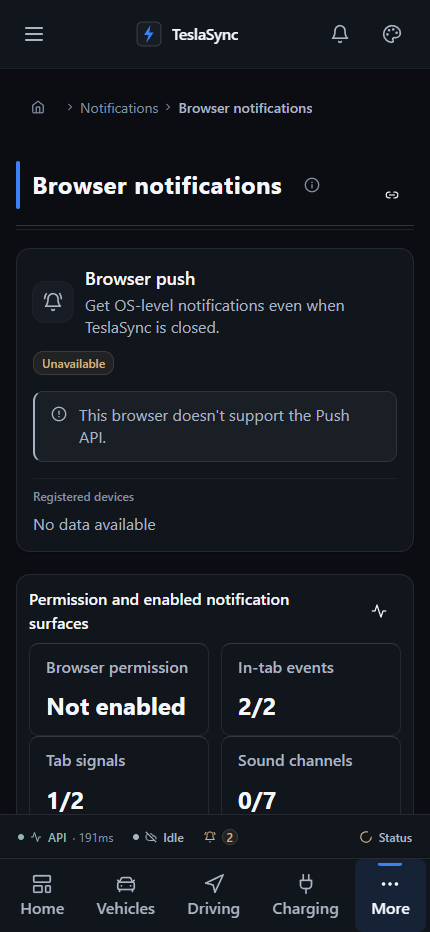 TeslaSync
Notifications
Browser notifications
Browser notifications
Browser push
Get OS-level notifications even when
TeslaSync is closed.
Unavailable
This browser doesn't support the Push
API.
Registered devices
No data available
Permission and enabled notification
surfaces
Browser permission
Not enabled
In-tab events
2/2
Tab signals
1/2
Sound channels
0/7
API · 191ms
Idle
2
Status
Home
Vehicles
Driving
Charging
More